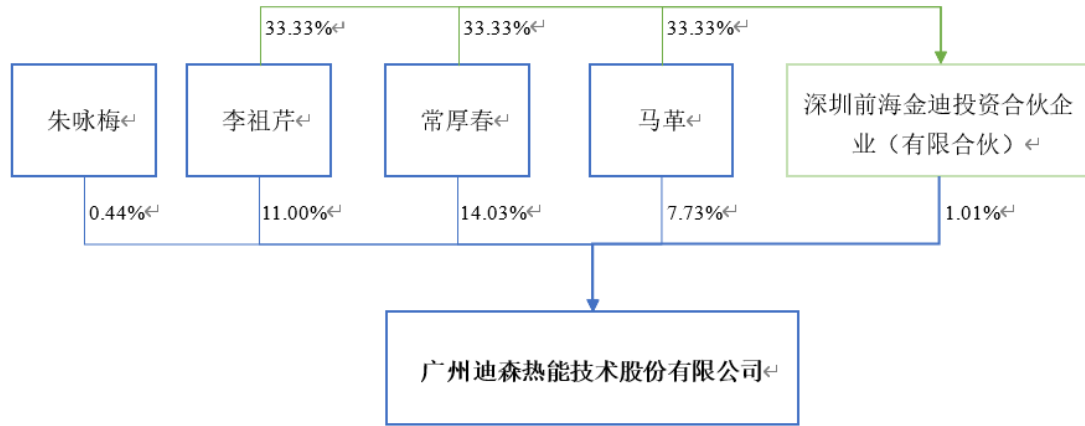 33.33%↵
33.33%↵
33.33%↵
朱咏梅↵
李祖芹↵
常厚春↵
马革↵
深圳前海金迪投资合伙企
业（有限合伙）↵
0.44%↵
11.00%↵
14.03%↵
7.73%↵
1.01%↵
广州迪森热能技术股份有限公司↵